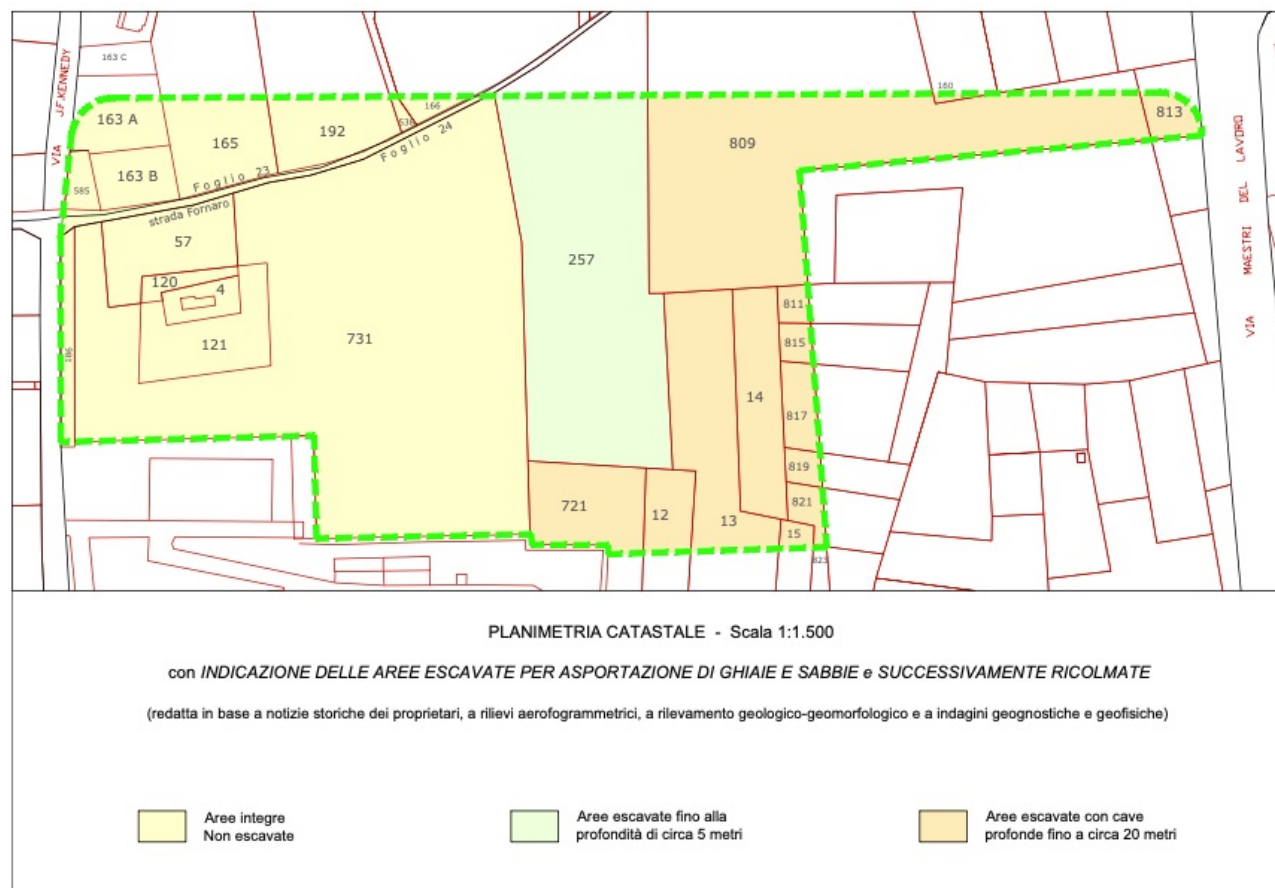 163 C
VIA J.F.KENNEDY
163 A
166
160
813
536
192
165
809
163 B
Foglio 24
Foglio 23
585
strada Fornaro
VIA MAESTRI DEL LAVORO
57
257
120
4
811
121
731
815
186
14
817
819
821
721
12
13
15
823
PLANIMETRIA CATASTALE - Scala 1:1.500
con INDICAZIONE DELLE AREE ESCAVATE PER ASPORTAZIONE DI GHIAIE E SABBIE e SUCCESSIVAMENTE RICOLMATE
(redatta in base a notizie storiche dei proprietari, a rilievi aerofogrammetrici, a rilevamento geologico-geomorfologico e a indagini geognostiche e geofisiche)
Aree integre
Non escavate
Aree escavate fino alla
profondità di circa 5 metri
Aree escavate con cave
profonde fino a circa 20 metri